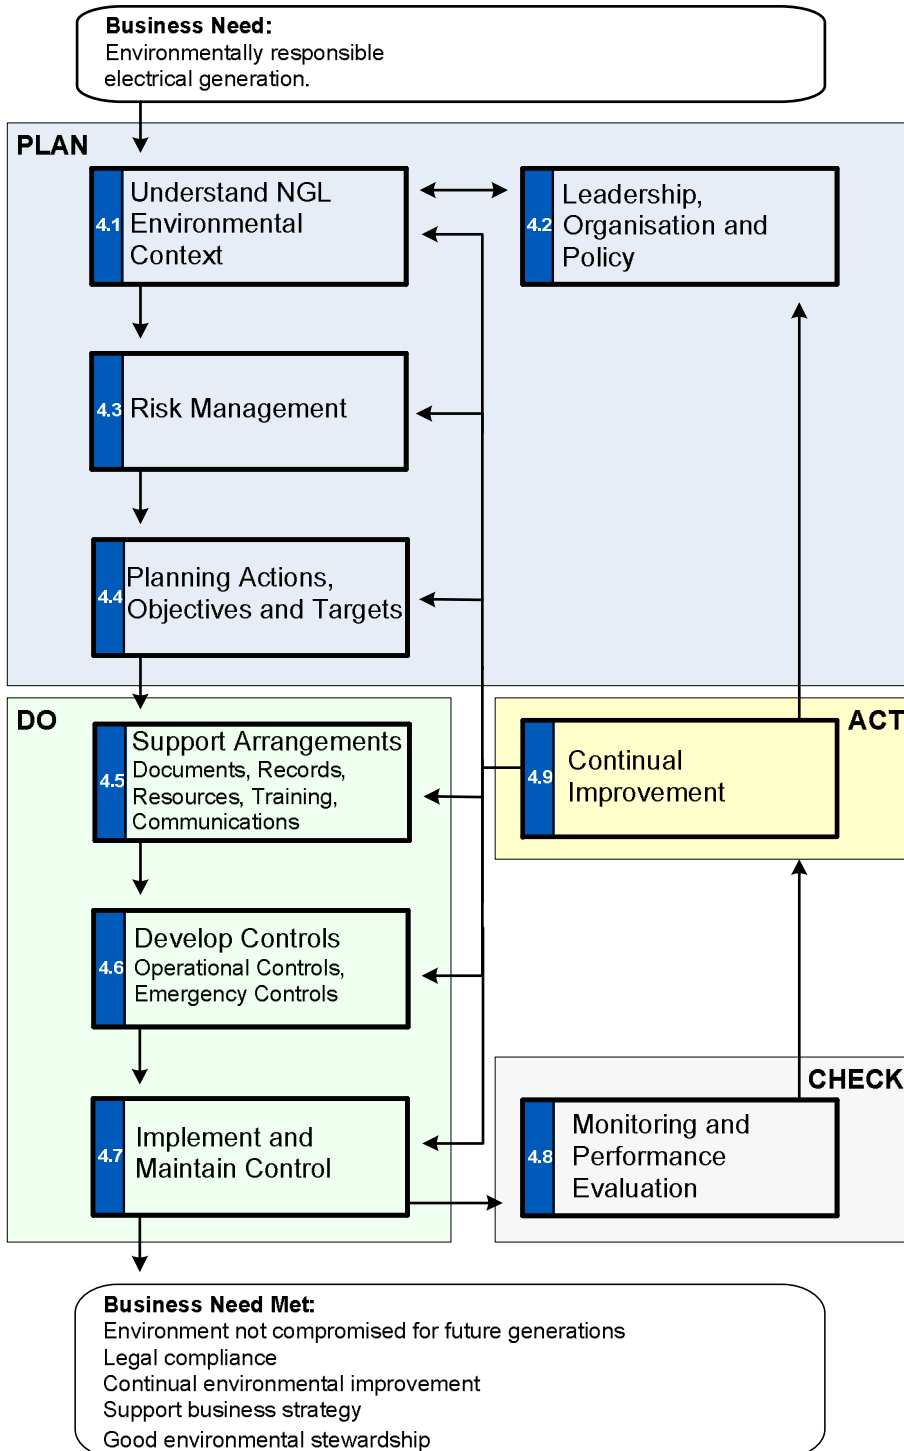 Business Need:
Environmentally responsible
electrical generation.
PLAN
4.1
Understand NGL
Environmental
Context
4.2
Leadership,
Organisation and
Policy
4.3
Risk Management
4.4
Planning Actions,
Objectives and Targets
DO
4.5
Support Arrangements
Documents, Records,
Resources, Training,
Communications
ACT
4.9
Continual
Improvement
4.6
Develop Controls
Operational Controls,
Emergency Controls
CHECK
4.7
Implement and
Maintain Control
4.8
Monitoring and
Performance
Evaluation
Business Need Met:
Environment not compromised for future generations
Legal compliance
Continual environmental improvement
Support business strategy
Good environmental stewardship